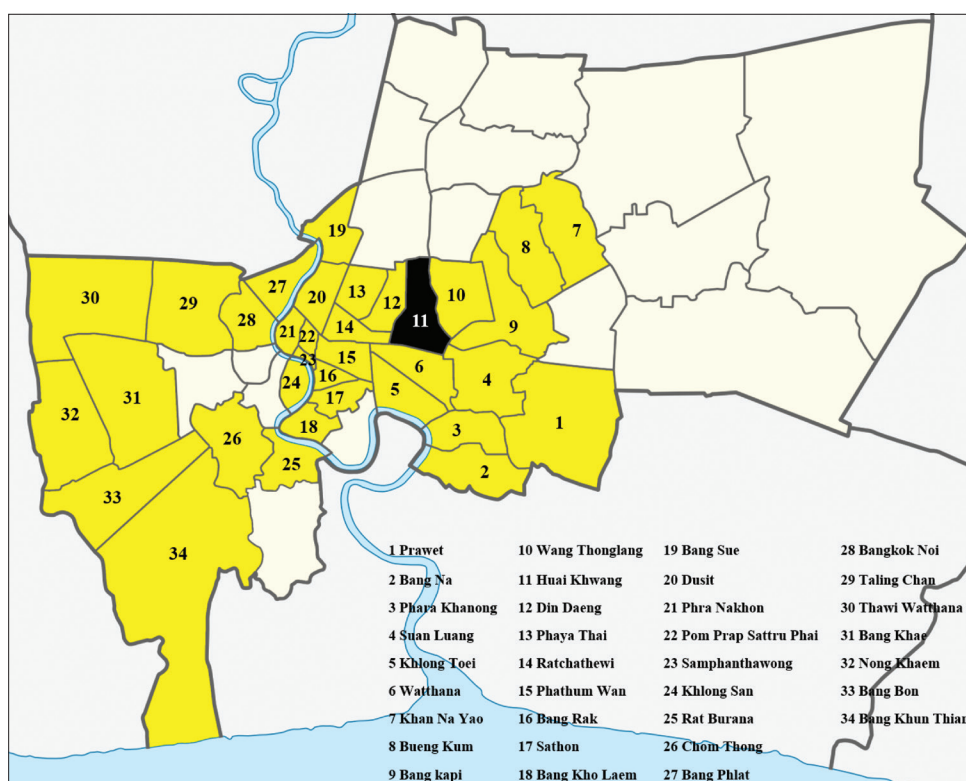 19
7
8
30
29
27
20
13
12
10
11
28
21
22
14
9
23
15
6
24
16
5
4
31
17
32
18
3
1
26
25
2
33
34
1 Prawet
2 Bang Na
3 Phara Khanong
4 Suan Luang
5 Khlong Toei
6 Watthana
7 Khan Na Yao
8 Bueng Kum
9 Bang kapi
10 Wang Thonglang
11 Huai Khwang
12 Din Daeng
13 Phaya Thai
14 Ratchathewi
15 Phathum Wan
16 Bang Rak
17 Sathon
18 Bang Kho Laem
19 Bang Sue
20 Dusit
21 Phra Nakhon
22 Pom Prap Sattru Phai
23 Samphanthawong
24 Khlong San
25 Rat Burana
26 Chom Thong
27 Bang Phlat
28 Bangkok Noi
29 Taling Chan
30 Thawi Watthana
31 Bang Khae
32 Nong Khaem
33 Bang Bon
34 Bang Khun Thian